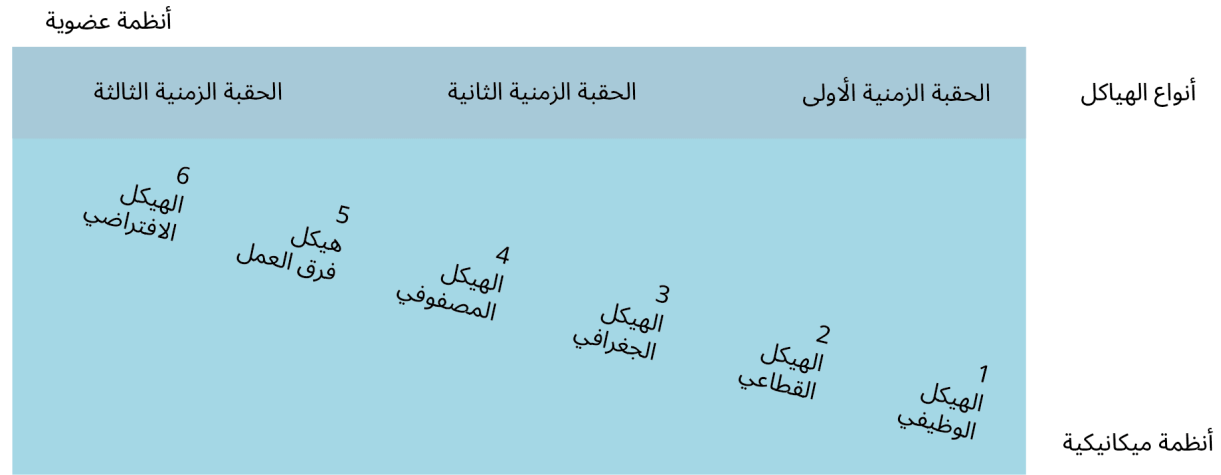 أنظمة عضوية
أنواع الهياكل
الحقبة الزمنية الأولى
الحقبة الزمنية الثانية
الحقبة الزمنية الثالثة
1
الهيكل
الوظيفي
2
الهيكل
القطاعي
3
الهيكل
الجغرافي
4
الهيكل
المصفوفي
5
هيكل
فرق العمل
6
الهيكل
الافتراضي
أنظمة ميكانيكية